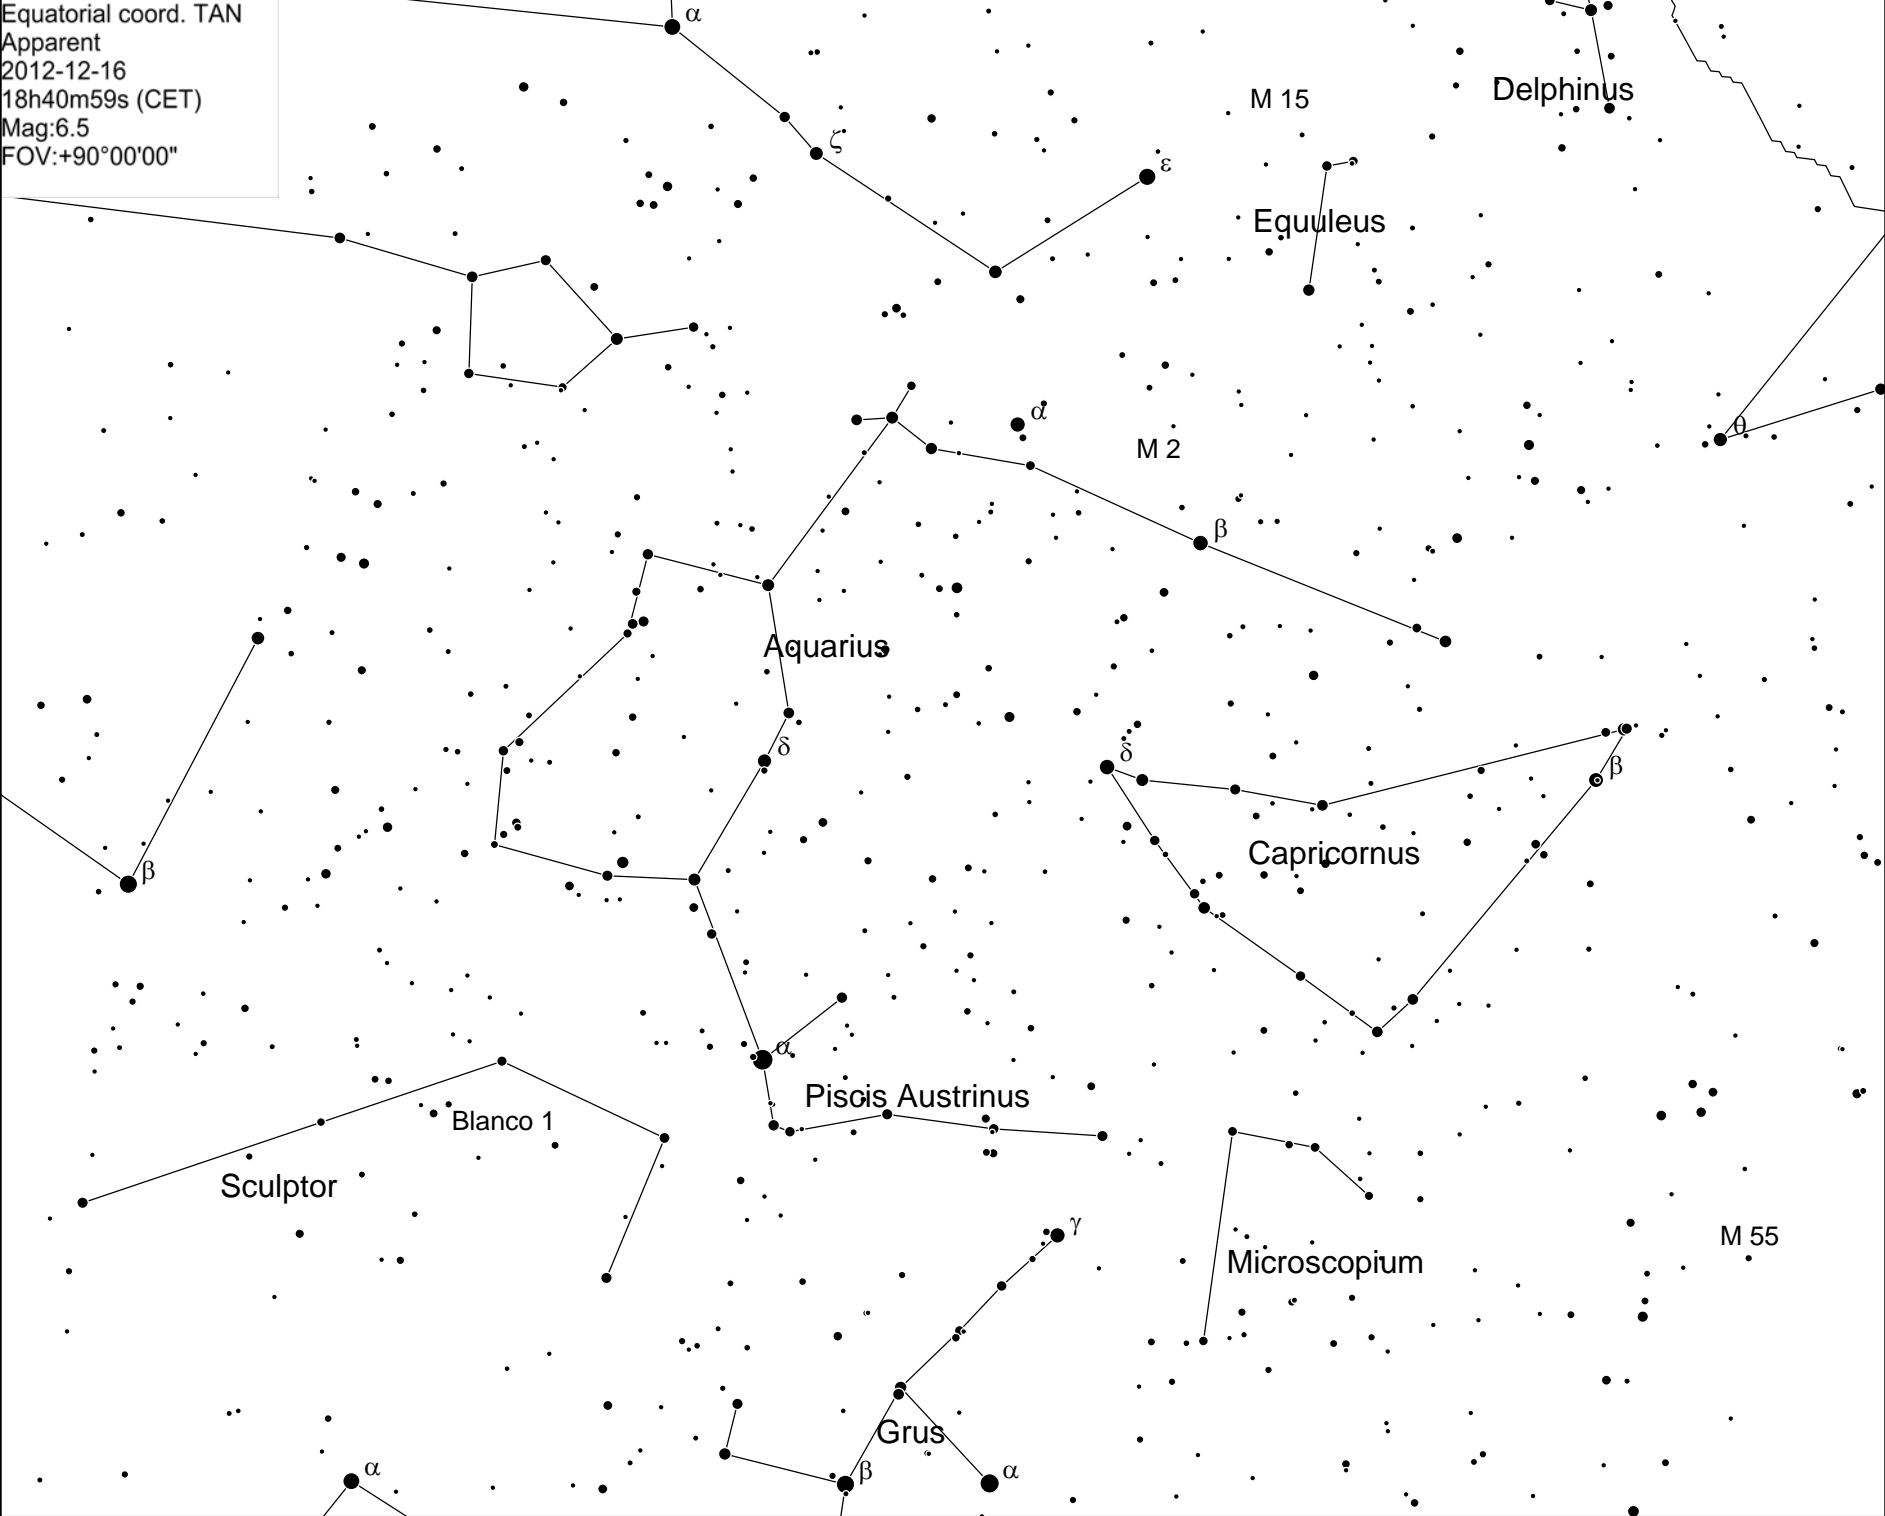 Equatorial coord. TAN
Apparent
2012-12-16
18h40m59s (CET)
Mag:6.5
FOV:+90°00'00"
α
Delphinus
M 15
ζ
ε
Equuleus
α
θ
M 2
β
Aquarius
δ
δ
β
Capricornus
β
α
Piscis Austrinus
Blanco 1
Sculptor
γ
M 55
Microscopium
Grus
α
β
α